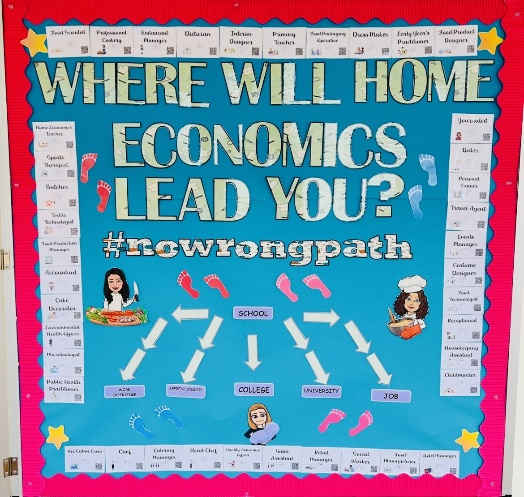 Food Scientist
Professional Cookery
Restaurant Manager
Dietician
Interior Designer
Primary Teacher
Food Packaging
Dress Maker
Early Year's Practitioner
Food Product Designer
WHERE WILL HOME
ECONOMICS
LEAD YOU?
#nowrongpath
Home Economics Teacher
Sports Therapist
Butcher
Textile Technologist
Food Production Manager
Accountant
Cake Decorator
Environmental Health Officer
Microbiologist
Public Health Practitioner
Journalist
Baker
Personal Trainer
Travel Agent
Events Manager
Costume Designer
Food Technologist
Receptionist
Housekeeping Assistant
Childminder
SCHOOL
WORK EXPERIENCE
APPRENTICESHIP
COLLEGE
UNIVERSITY
JOB
Air Cabin Crew
Chef
Catering Manager
Head Chef
Quality Assurance Officer
Sales Assistant
Retail Manager
Social Worker
Food
Hotel Manager